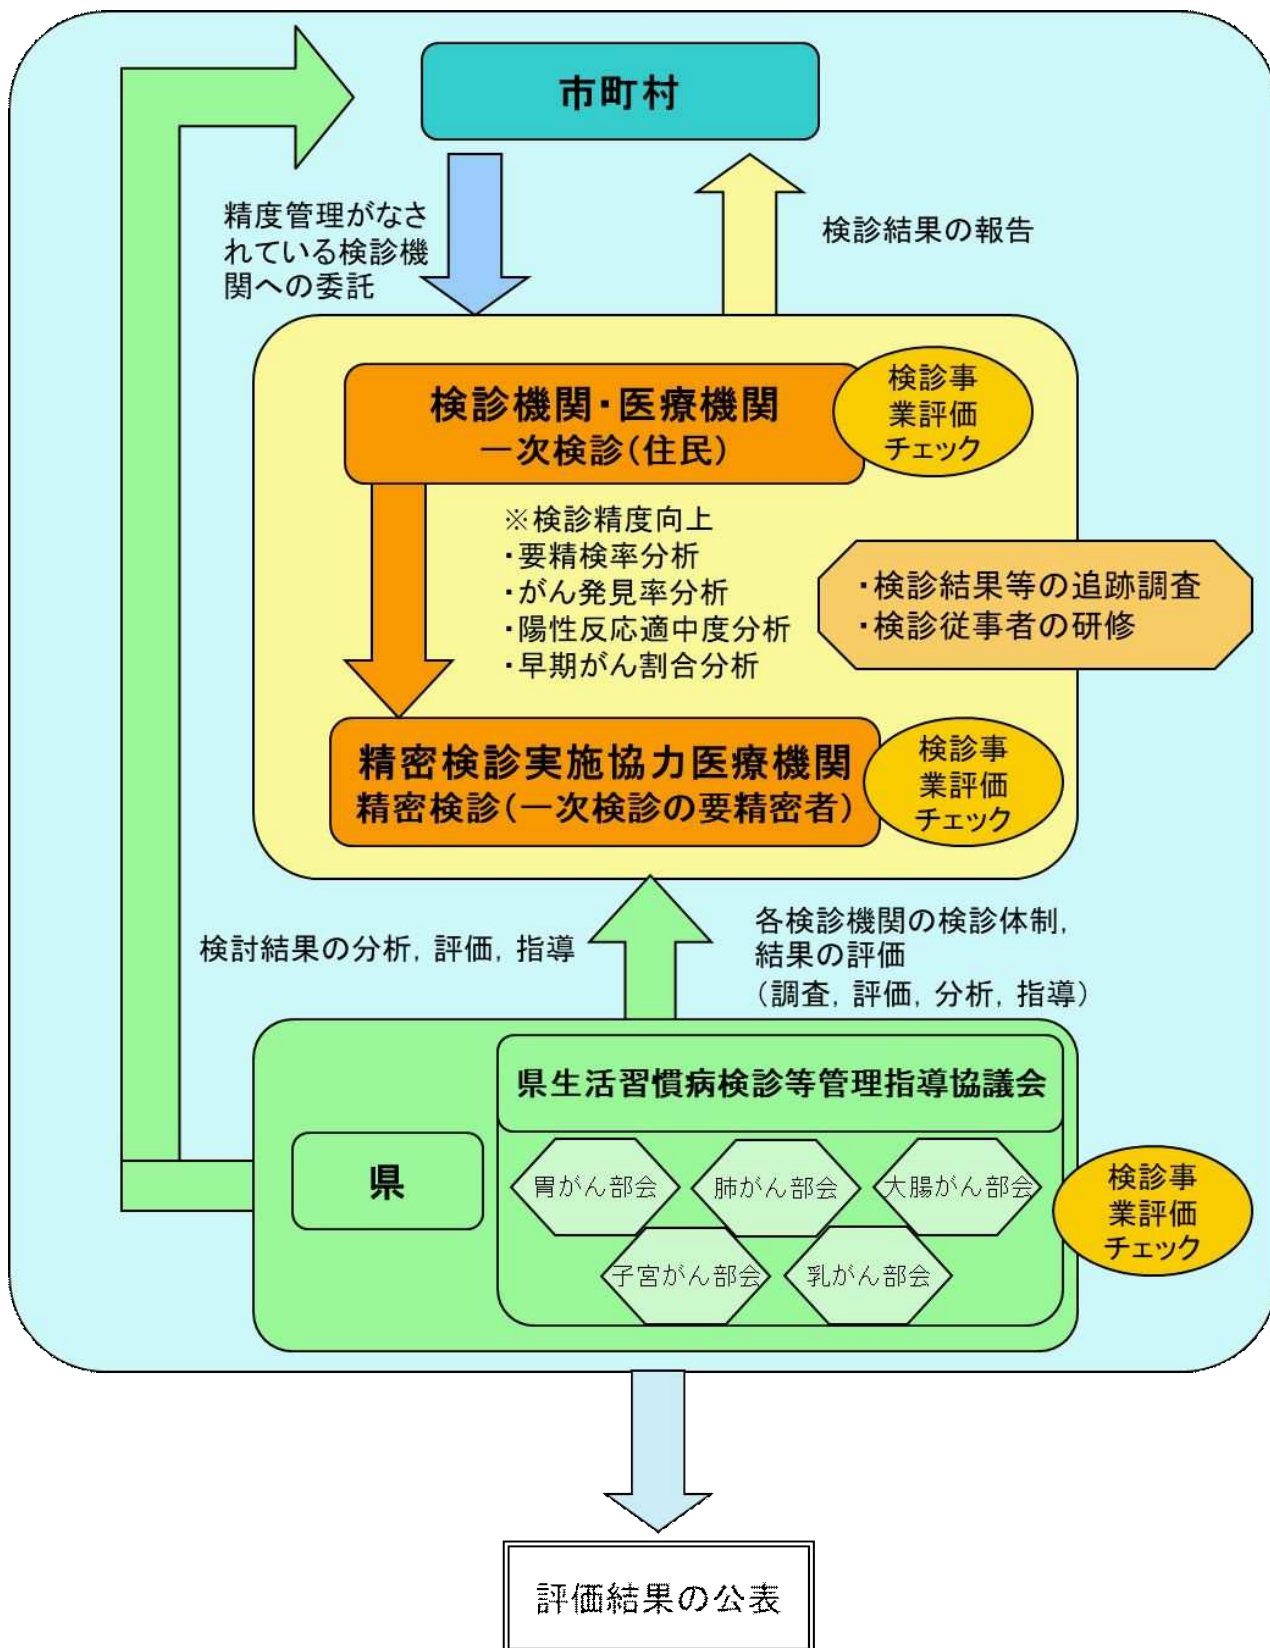 市町村
精度管理がなさ
れている検診機
関への委託
検診結果の報告
検診機関・医療機関
一次検診（住民）
検診事
業評価
チェック
※検診精度向上
・要精検率分析
・がん発見率分析
・陽性反応適中度分析
・早期がん割合分析
・検診結果等の追跡調査
・検診従事者の研修
精密検診実施協力医療機関
精密検診（一次検診の要精密者）
検診事
業評価
チェック
検討結果の分析，評価，指導
各検診機関の検診体制，
結果の評価
（調査，評価，分析，指導）
県生活習慣病検診等管理指導協議会
県
胃がん部会
肺がん部会
大腸がん部会
子宮がん部会
乳がん部会
検診事
業評価
チェック
評価結果の公表